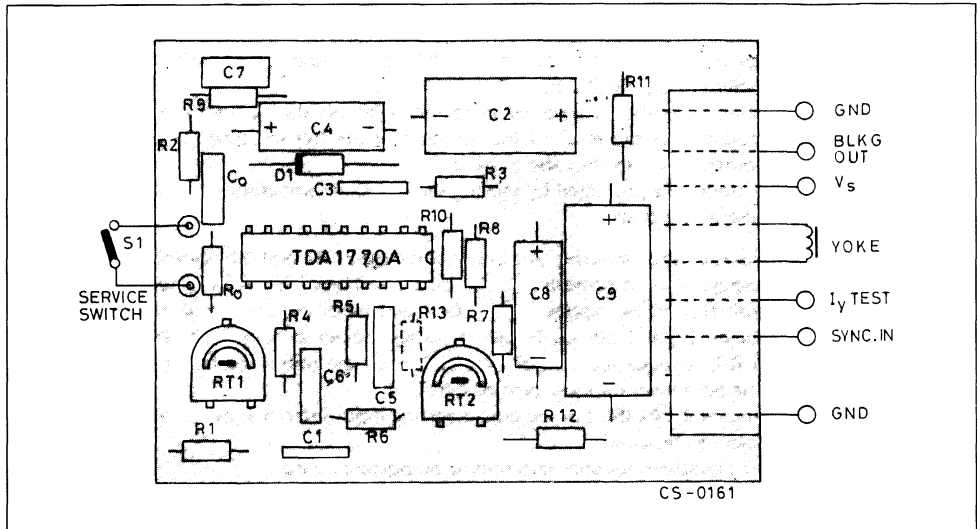 C7
R9
R11
+ C4 -
- C2 +
GND
R2
BLKG
OUT
Co
D1
C3
R3
Vs
R10
R8
S1
TDA1770A
YOKE
SERVICE
SWITCH
Ro
+
C8
-
+
C9
-
Iy TEST
R4
R5
R13
R7
SYNC.IN
RT1
C6
C5
RT2
GND
R1
C1
R6
R12
CS-0161